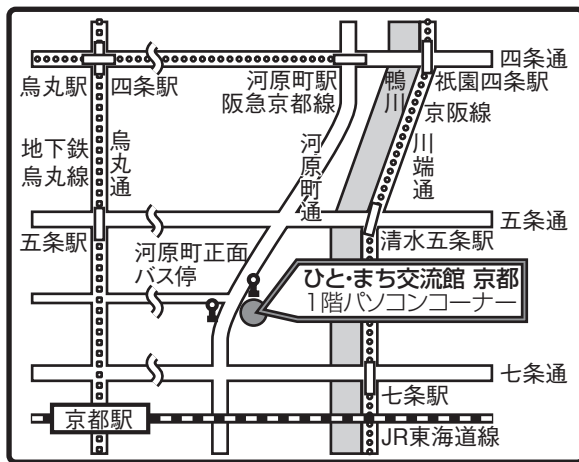 四条通
烏丸駅
四条駅
河原町駅
阪急京都線
鴨川
祇園四条駅
京阪線
地下鉄
烏丸線
烏丸通
河原町通
川端通
五条通
五条駅
清水五条駅
河原町正面
バス停
ひと・まち交流館 京都
1階パソコンコーナー
七条通
七条駅
京都駅
JR東海道線